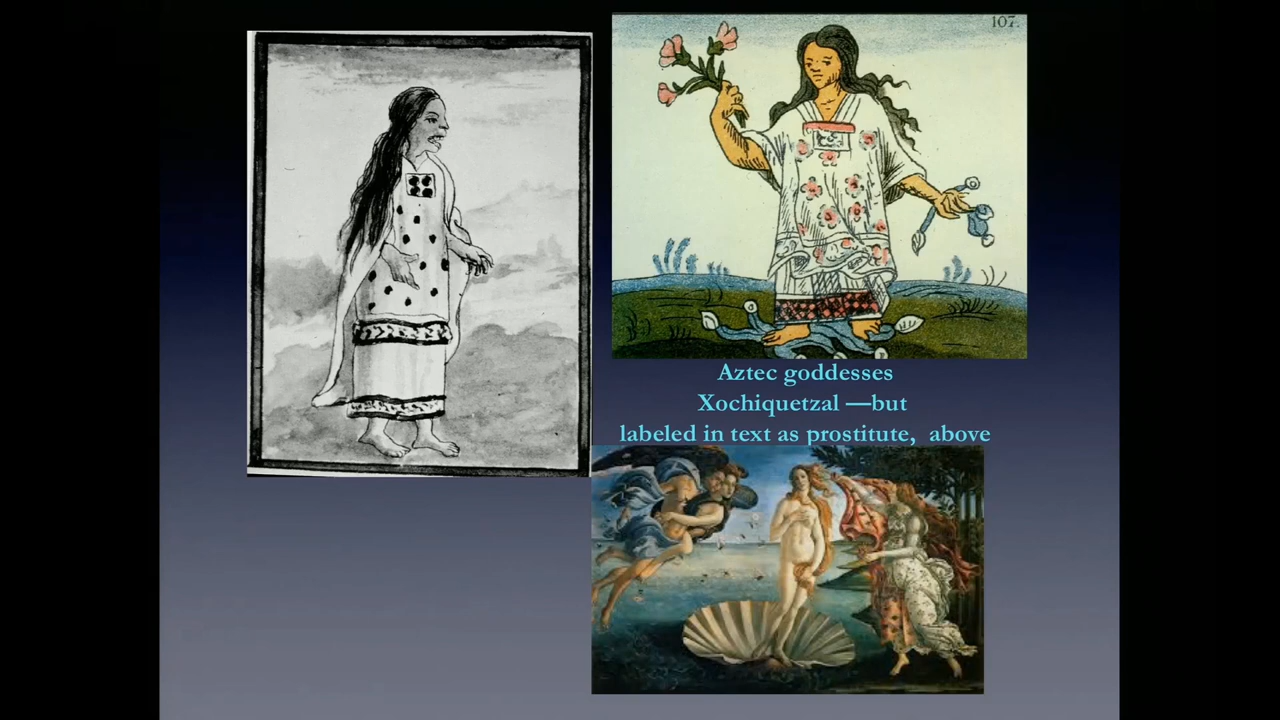 107.
Aztec goddesses
Xochiquetzal —but
labeled in text as prostitute, above